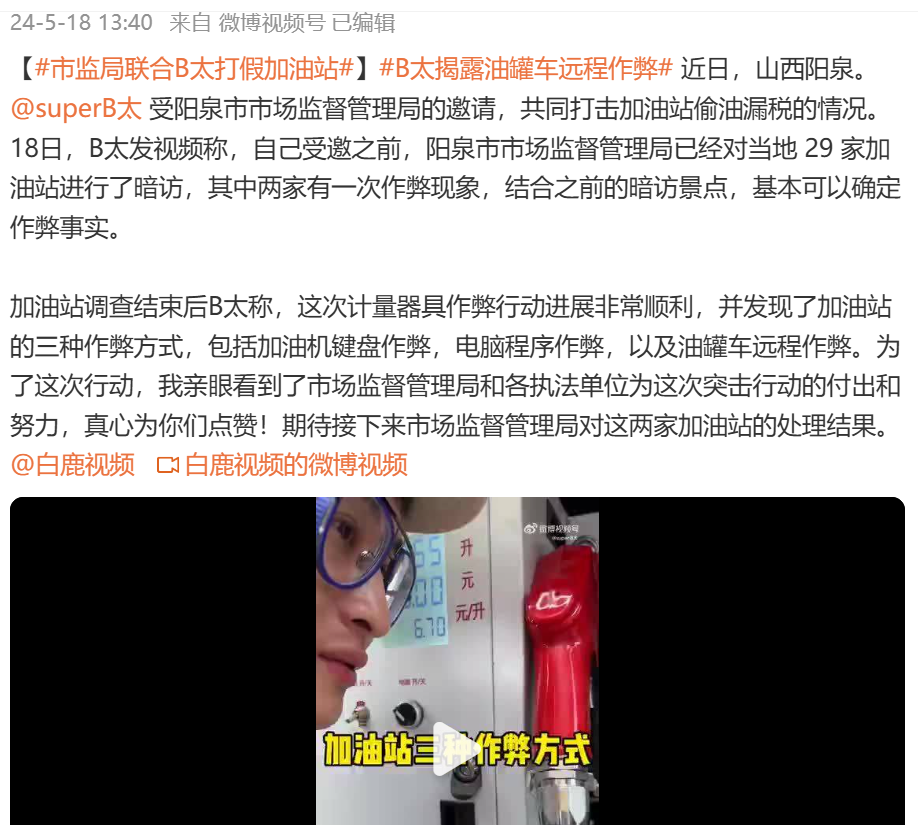 24-5-18 13:40 来自 微博视频号 已编辑
【#市监局联合B太打假加油站#】#B太揭露油罐车远程作弊# 近日，山西阳泉。
@superB太 受阳泉市市场监督管理局的邀请，共同打击加油站偷油漏税的情况。
18日，B太发视频称，自己受邀之前，阳泉市市场监督管理局已经对当地 29 家加
油站进行了暗访，其中两家有一次作弊现象，结合之前的暗访景点，基本可以确定
作弊事实。
加油站调查结束后B太称，这次计量器具作弊行动进展非常顺利，并发现了加油站
的三种作弊方式，包括加油机键盘作弊，电脑程序作弊，以及油罐车远程作弊。为
了这次行动，我亲眼看到了市场监督管理局和各执法单位为这次突击行动的付出和
努力，真心为你们点赞！期待接下来市场监督管理局对这两家加油站的处理结果。
@白鹿视频 白鹿视频的微博视频
微博视频号
升
元
元/升
6.70
开/关
开/关
加油站三种作弊方式